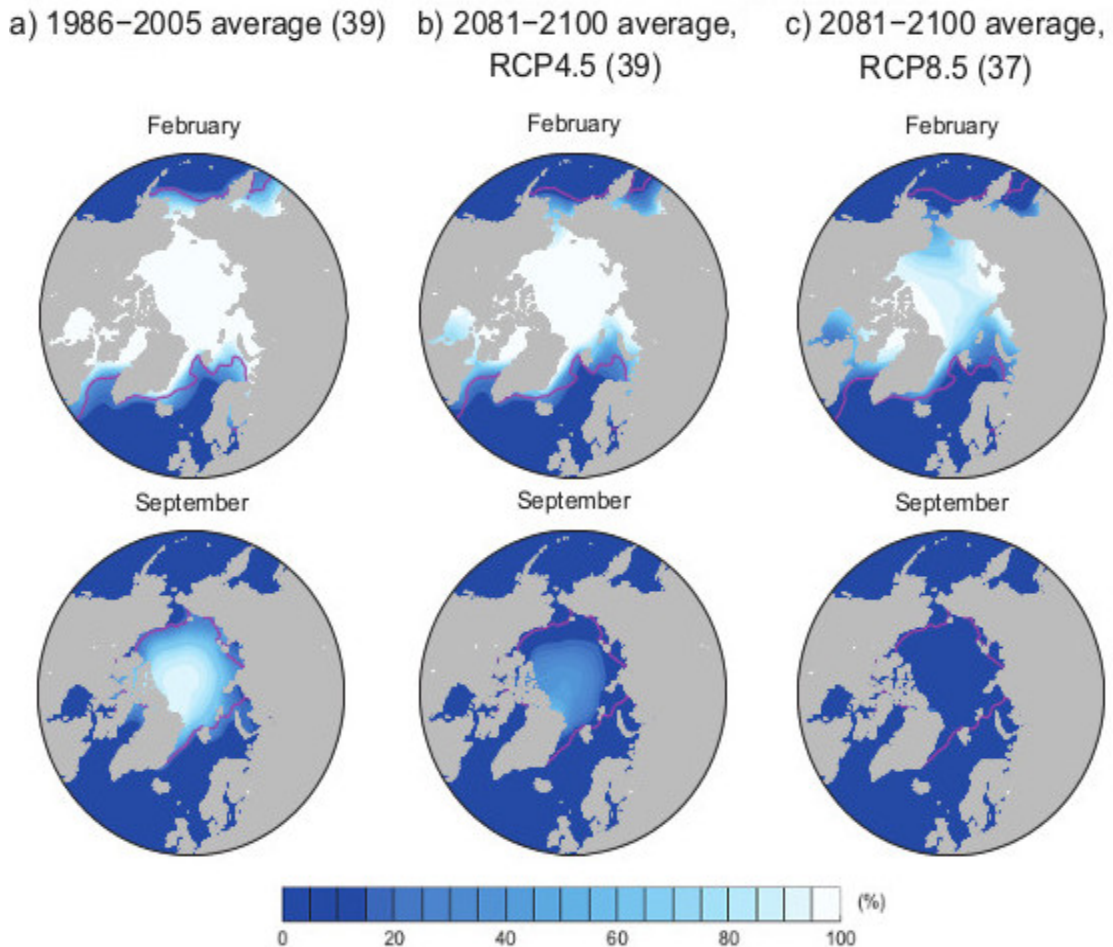 a) 1986−2005 average (39)
b) 2081−2100 average,
RCP4.5 (39)
c) 2081−2100 average,
RCP8.5 (37)
February
February
February
September
September
September
(%)
0 20 40 60 80 100